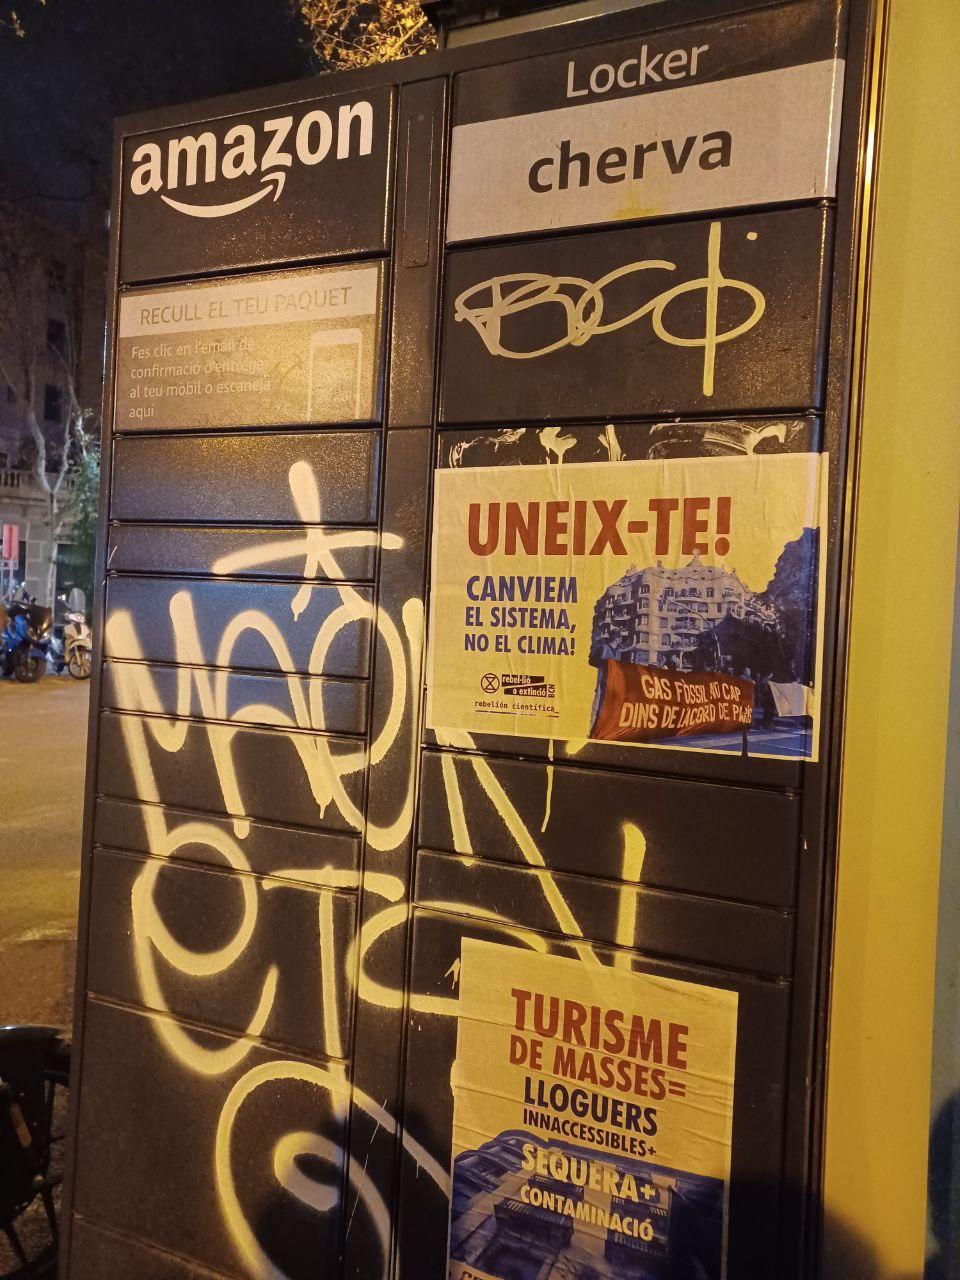 amazon
Locker
cherva
RECULL EL TEU PAQUET
Fes clic en l'email de
confirmació d'entrega
al teu mòbil o escaneja
aquí
UNEIX-TE!
CANVIEM
EL SISTEMA,
NO EL CLIMA!
rebel·lió
o extinció
BCN
rebelión científica_
GAS FÒSSIL NO CAP
DINS DE L'ACORD DE PARÍS
TURISME
DE MASSES=
LLOGUERS
INNACCESSIBLES+
SEQUERA+
CONTAMINACIÓ